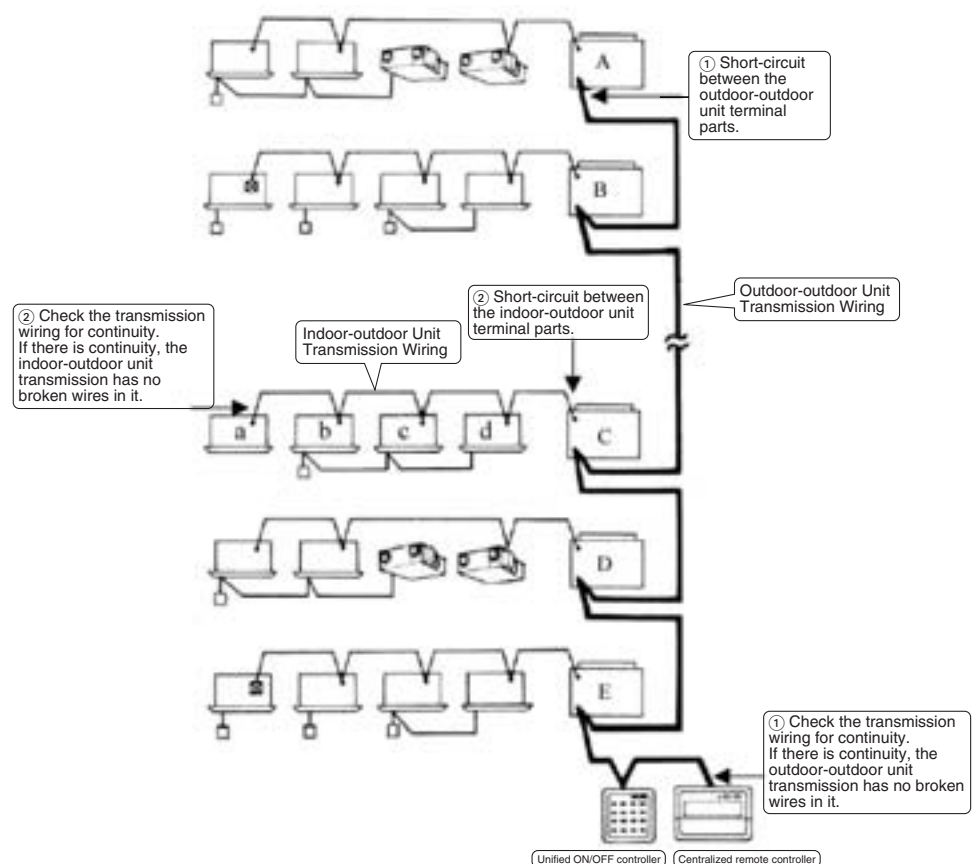 A
① Short-circuit
between the
outdoor-outdoor
unit terminal
parts.
B
Outdoor-outdoor Unit
Transmission Wiring
② Short-circuit between
the indoor-outdoor unit
terminal parts.
② Check the transmission
wiring for continuity.
If there is continuity, the
indoor-outdoor unit
transmission has no
broken wires in it.
Indoor-outdoor Unit
Transmission Wiring
a b c d C
D
E
① Check the transmission
wiring for continuity.
If there is continuity, the
outdoor-outdoor unit
transmission has no broken
wires in it.
Unified ON/OFF controller
Centralized remote controller